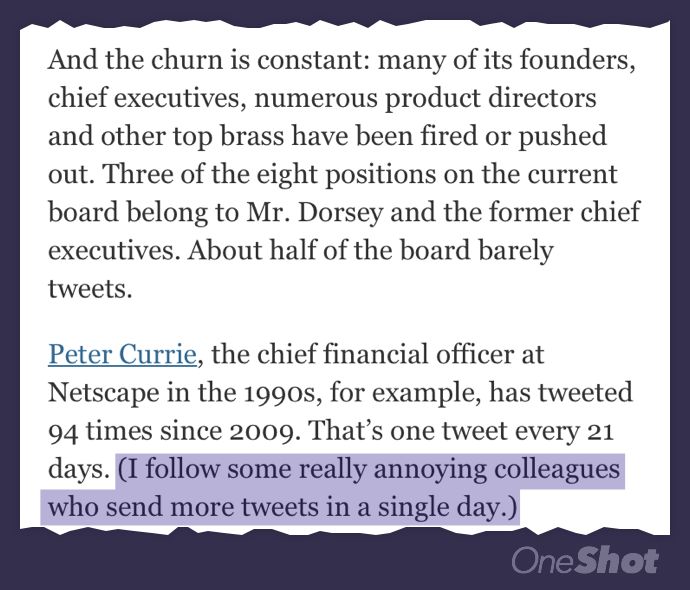 And the churn is constant: many of its founders,
chief executives, numerous product directors
and other top brass have been fired or pushed
out. Three of the eight positions on the current
board belong to Mr. Dorsey and the former chief
executives. About half of the board barely
tweets.
Peter Currie, the chief financial officer at
Netscape in the 1990s, for example, has tweeted
94 times since 2009. That’s one tweet every 21
days. (I follow some really annoying colleagues
who send more tweets in a single day.)
OneShot